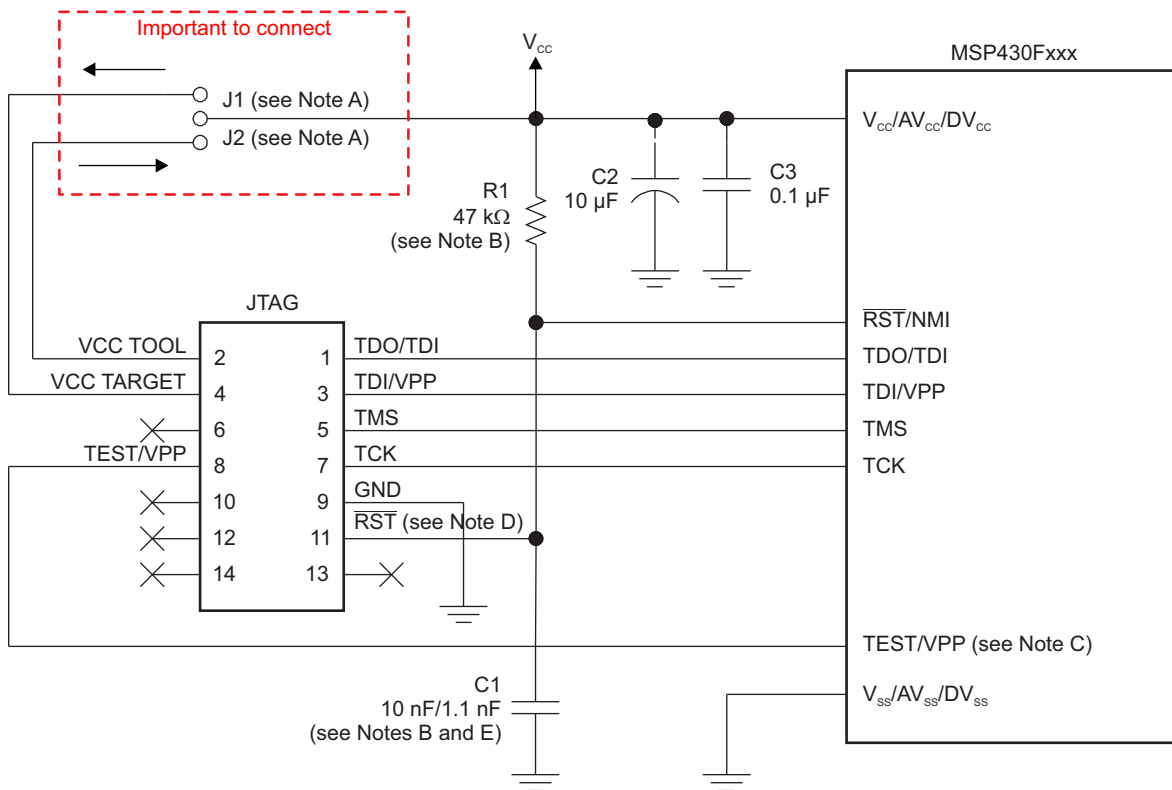 Important to connect
J1 (see Note A)
J2 (see Note A)
VCC
MSP430Fxxx
VCC/AVCC/DVCC
C2
10 µF
C3
0.1 µF
R1
47 kΩ
(see Note B)
JTAG
RST/NMI
VCC TOOL
2
1
TDO/TDI
TDO/TDI
VCC TARGET
4
3
TDI/VPP
TDI/VPP
6
5
TMS
TMS
TEST/VPP
8
7
TCK
TCK
10
9
GND
12
11
RST (see Note D)
14
13
TEST/VPP (see Note C)
C1
10 nF/1.1 nF
(see Notes B and E)
VSS/AVSS/DVSS